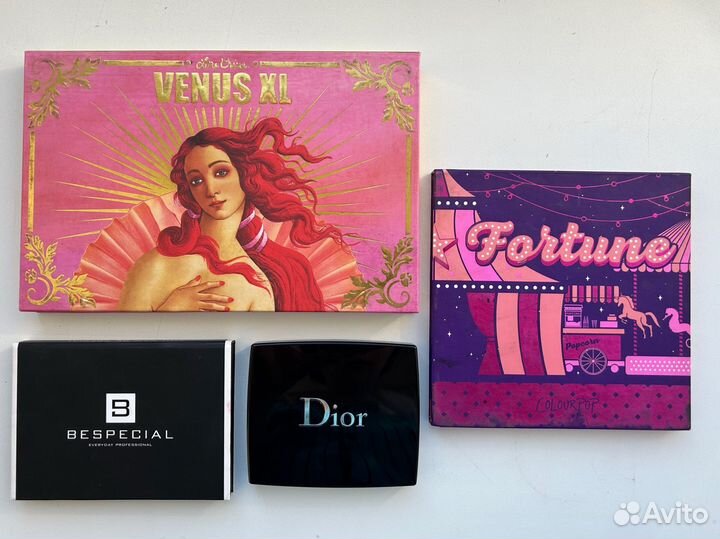 Lime Crime
VENUS XL
Fortune
Popcorn
COLOURPOP
B
BESPECIAL
EVERYDAY PROFESSIONAL
Dior
Avito